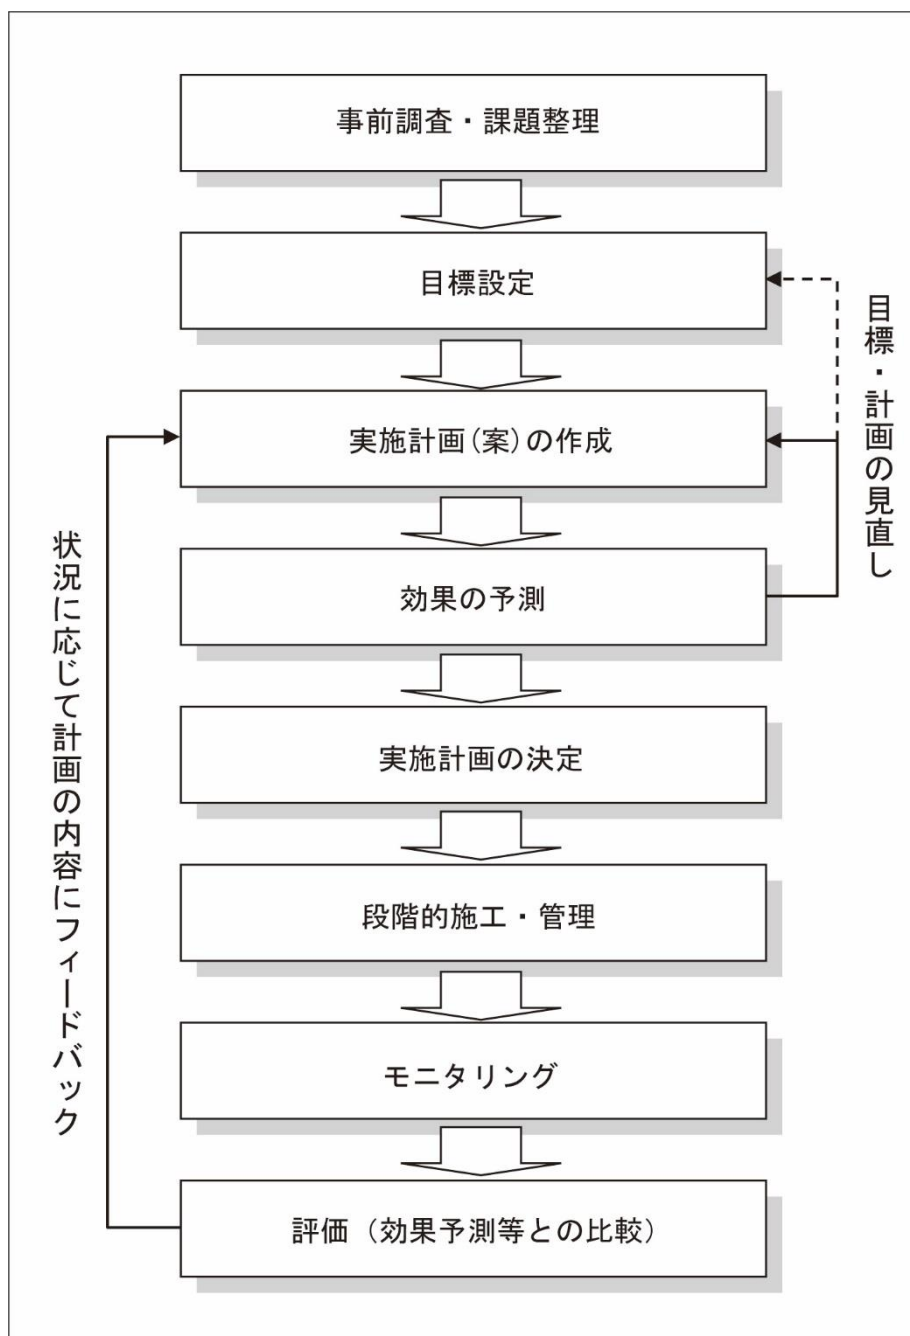 事前調査・課題整理
目標設定
実施計画(案)の作成
効果の予測
実施計画の決定
段階的施工・管理
モニタリング
評価(効果予測等との比較)
目標・計画の見直し
状況に応じて計画の内容にフィードバック